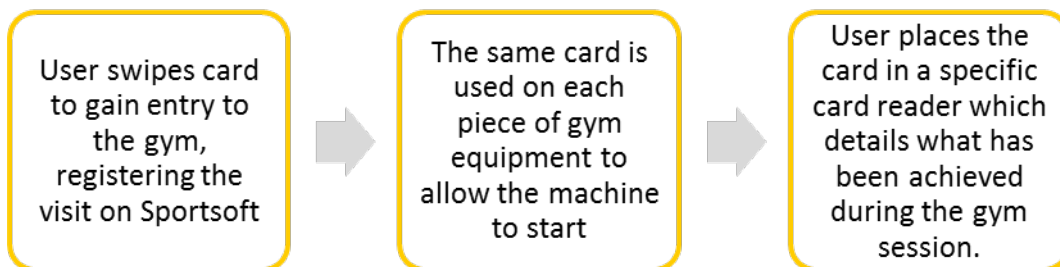 User swipes card
to gain entry to
the gym,
registering the
visit on Sportsoft
The same card is
used on each
piece of gym
equipment to
allow the machine
to start
User places the
card in a specific
card reader which
details what has
been achieved
during the gym
session.